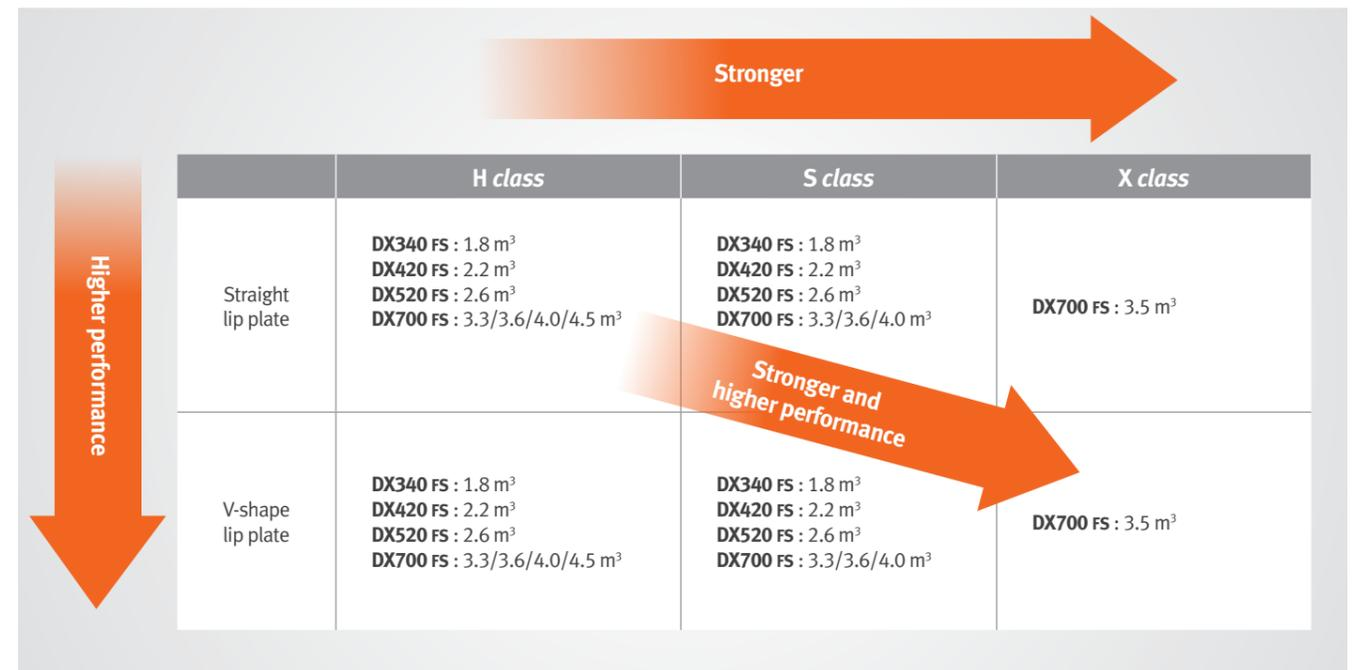 Stronger
H class
S class
X class
Higher performance
Straight
lip plate
DX340 FS : 1.8 m³
DX420 FS : 2.2 m³
DX520 FS : 2.6 m³
DX700 FS : 3.3/3.6/4.0/4.5 m³
DX340 FS : 1.8 m³
DX420 FS : 2.2 m³
DX520 FS : 2.6 m³
DX700 FS : 3.3/3.6/4.0 m³
DX700 FS : 3.5 m³
Stronger and
higher performance
V-shape
lip plate
DX340 FS : 1.8 m³
DX420 FS : 2.2 m³
DX520 FS : 2.6 m³
DX700 FS : 3.3/3.6/4.0/4.5 m³
DX340 FS : 1.8 m³
DX420 FS : 2.2 m³
DX520 FS : 2.6 m³
DX700 FS : 3.3/3.6/4.0 m³
DX700 FS : 3.5 m³